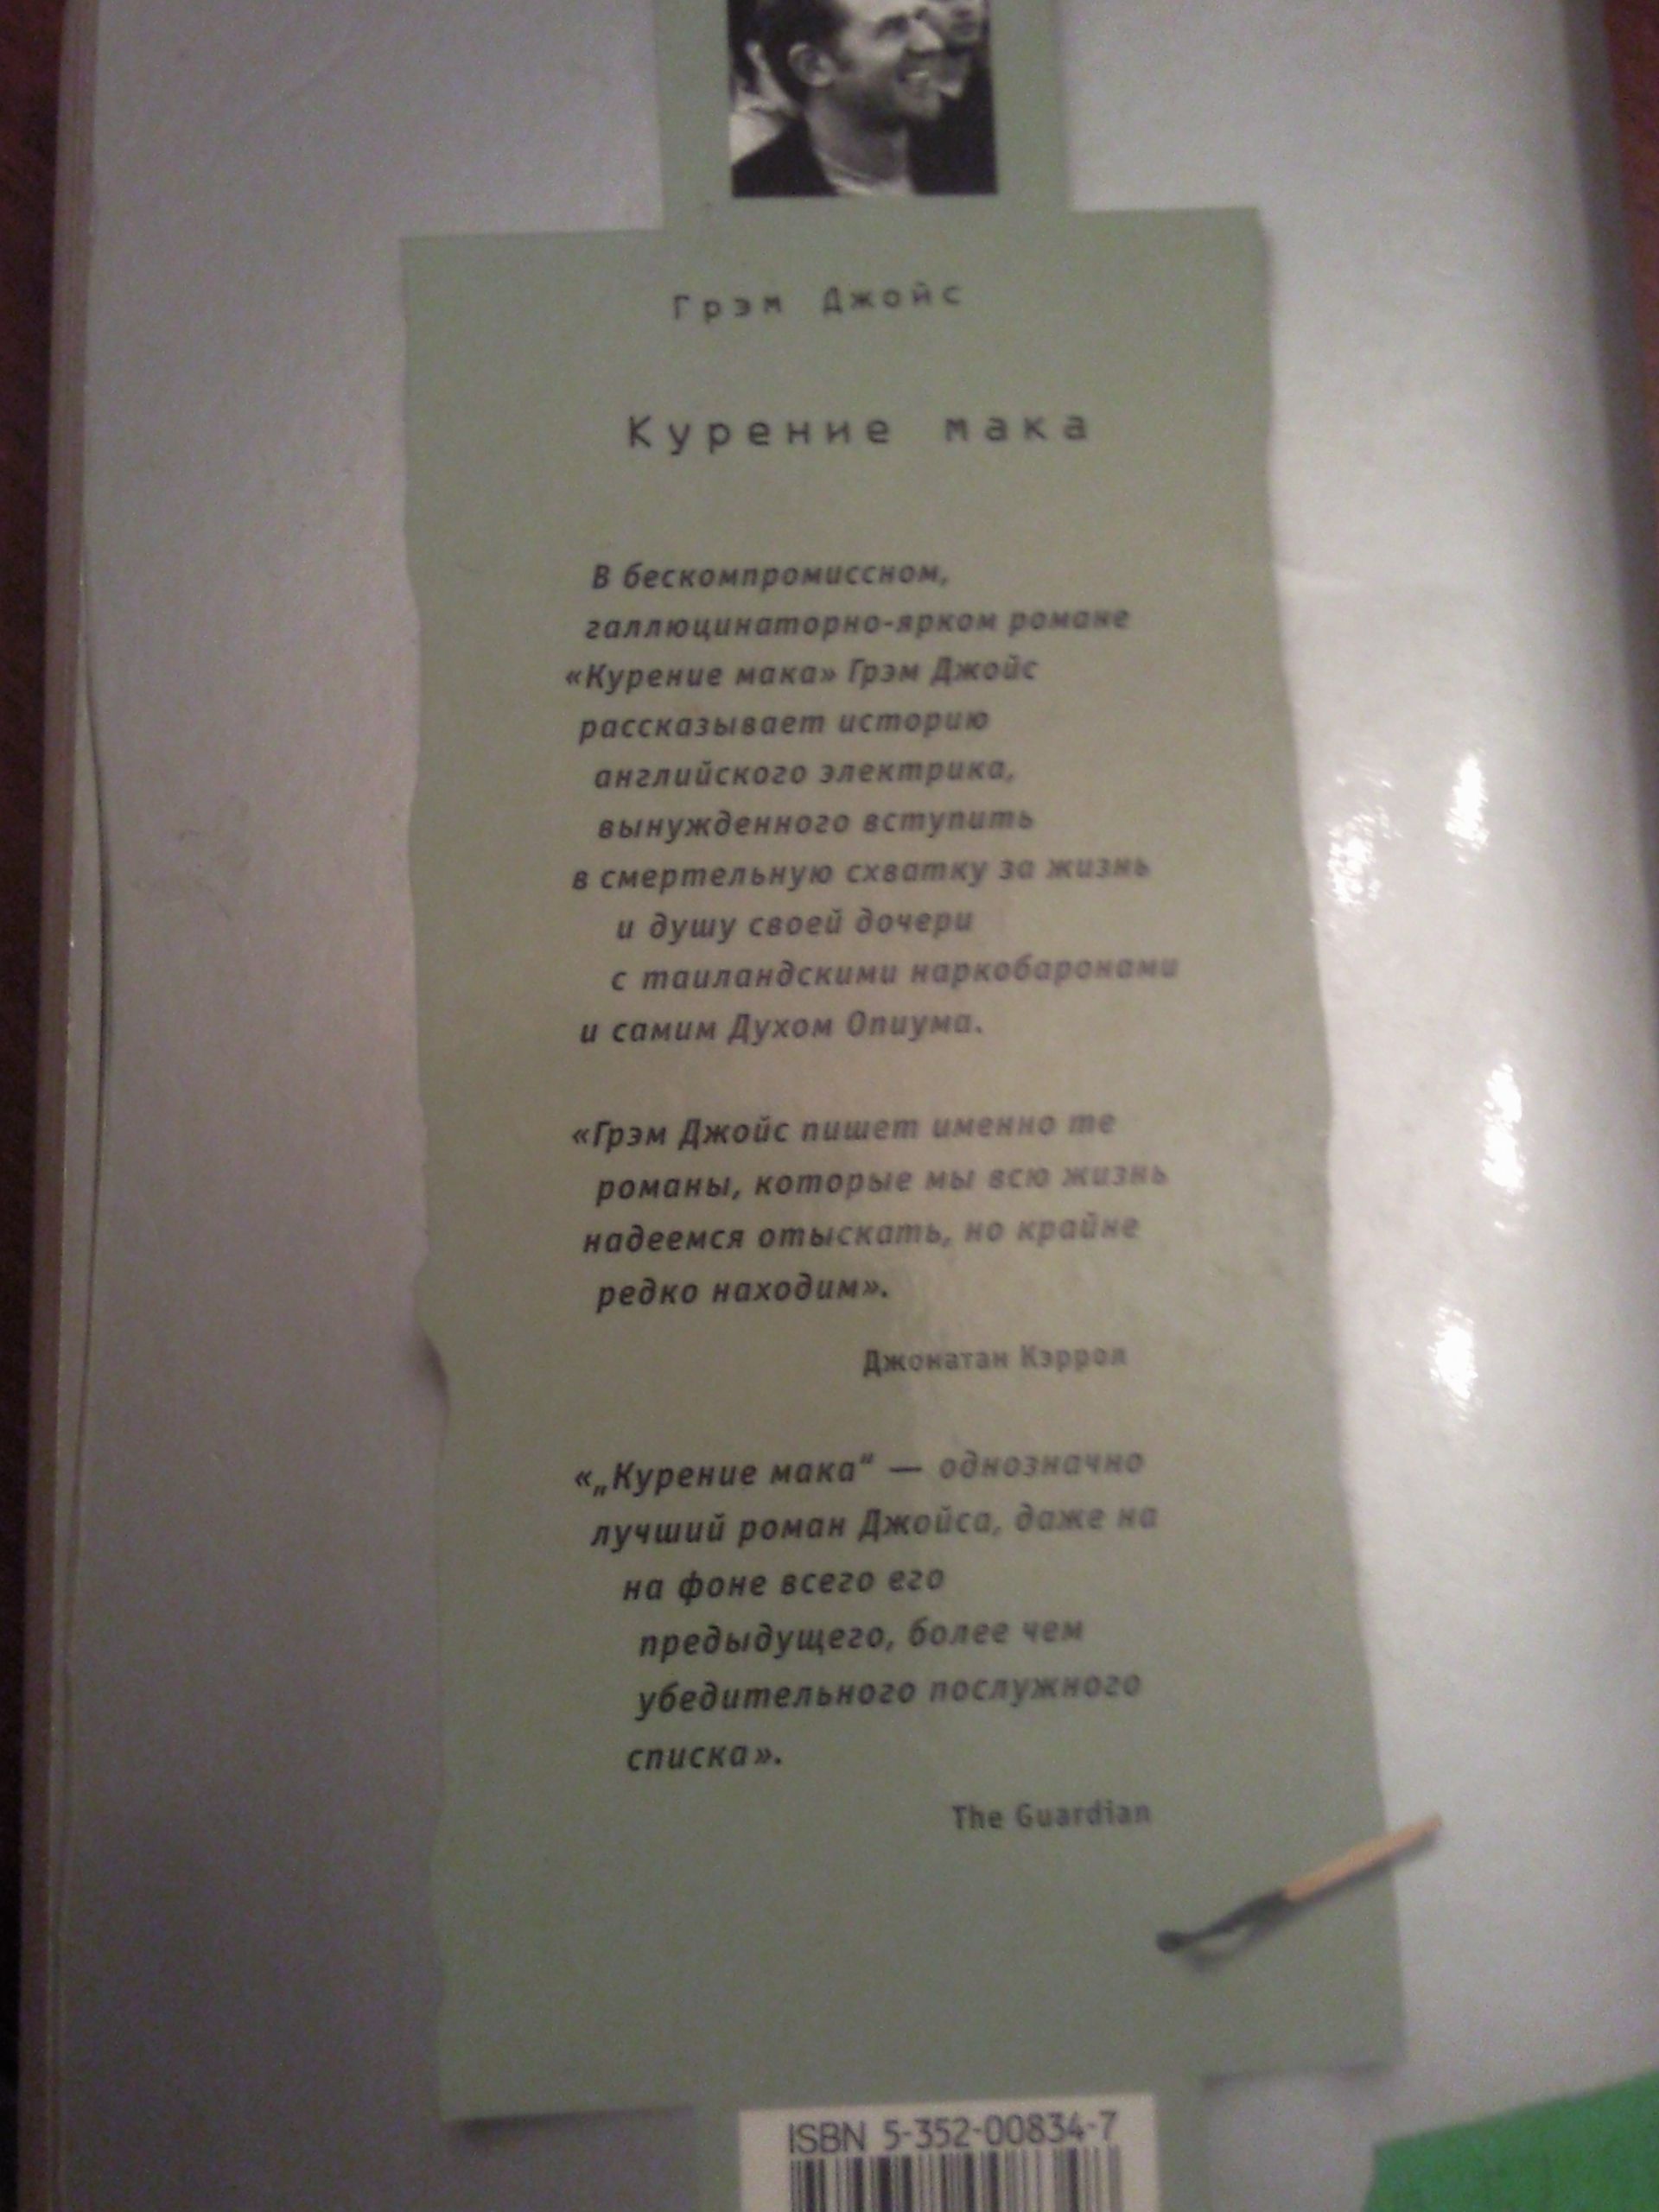 Грэм Джойс
Курение мака
В бескомпромиссном,
галлюцинаторно-ярком романе
«Курение мака» Грэм Джойс
рассказывает историю
английского электрика,
вынужденного вступить
в смертельную схватку за жизнь
и душу своей дочери
с таиландскими наркобаронами
и самим Духом Опиума.
«Грэм Джойс пишет именно те
романы, которые мы всю жизнь
надеемся отыскать, но крайне
редко находим».
Джонатан Кэррол
«„Курение мака“ — однозначно
лучший роман Джойса, даже на
на фоне всего его
предыдущего, более чем
убедительного послужного
списка».
The Guardian
ISBN 5-352-00834-7